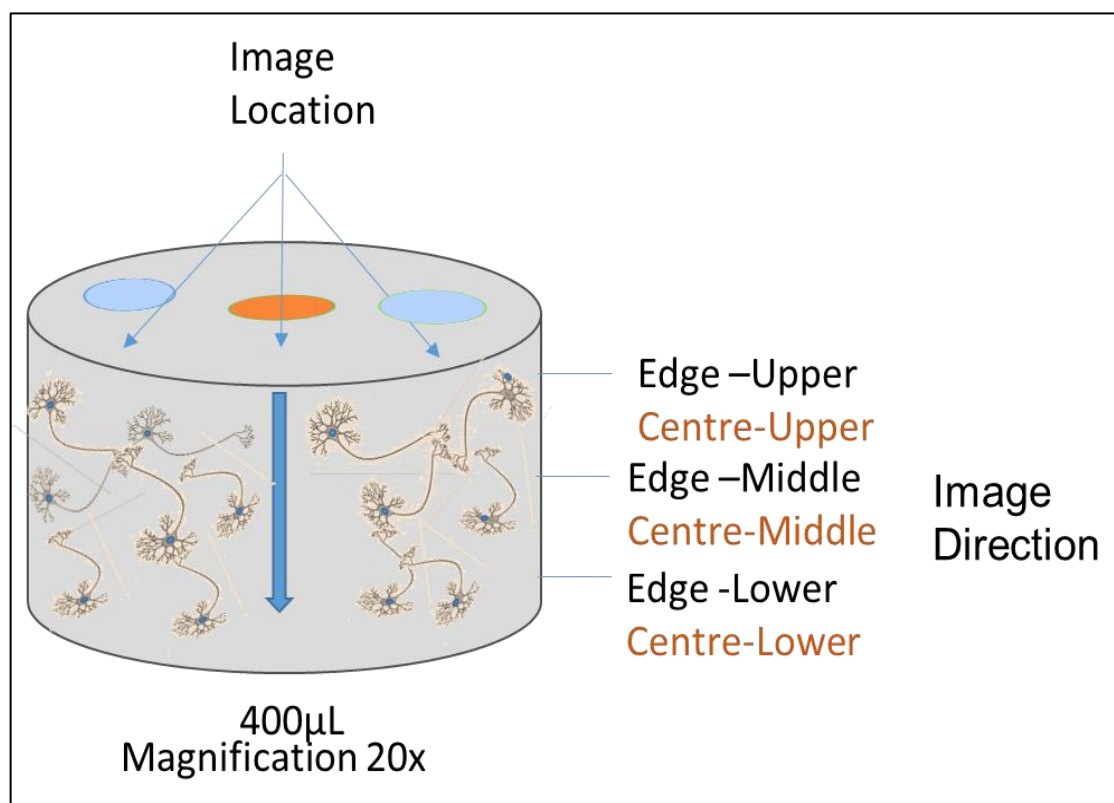 Image
Location
Edge –Upper
Centre-Upper
Edge –Middle
Centre-Middle
Edge -Lower
Centre-Lower
Image
Direction
400µL
Magnification 20x